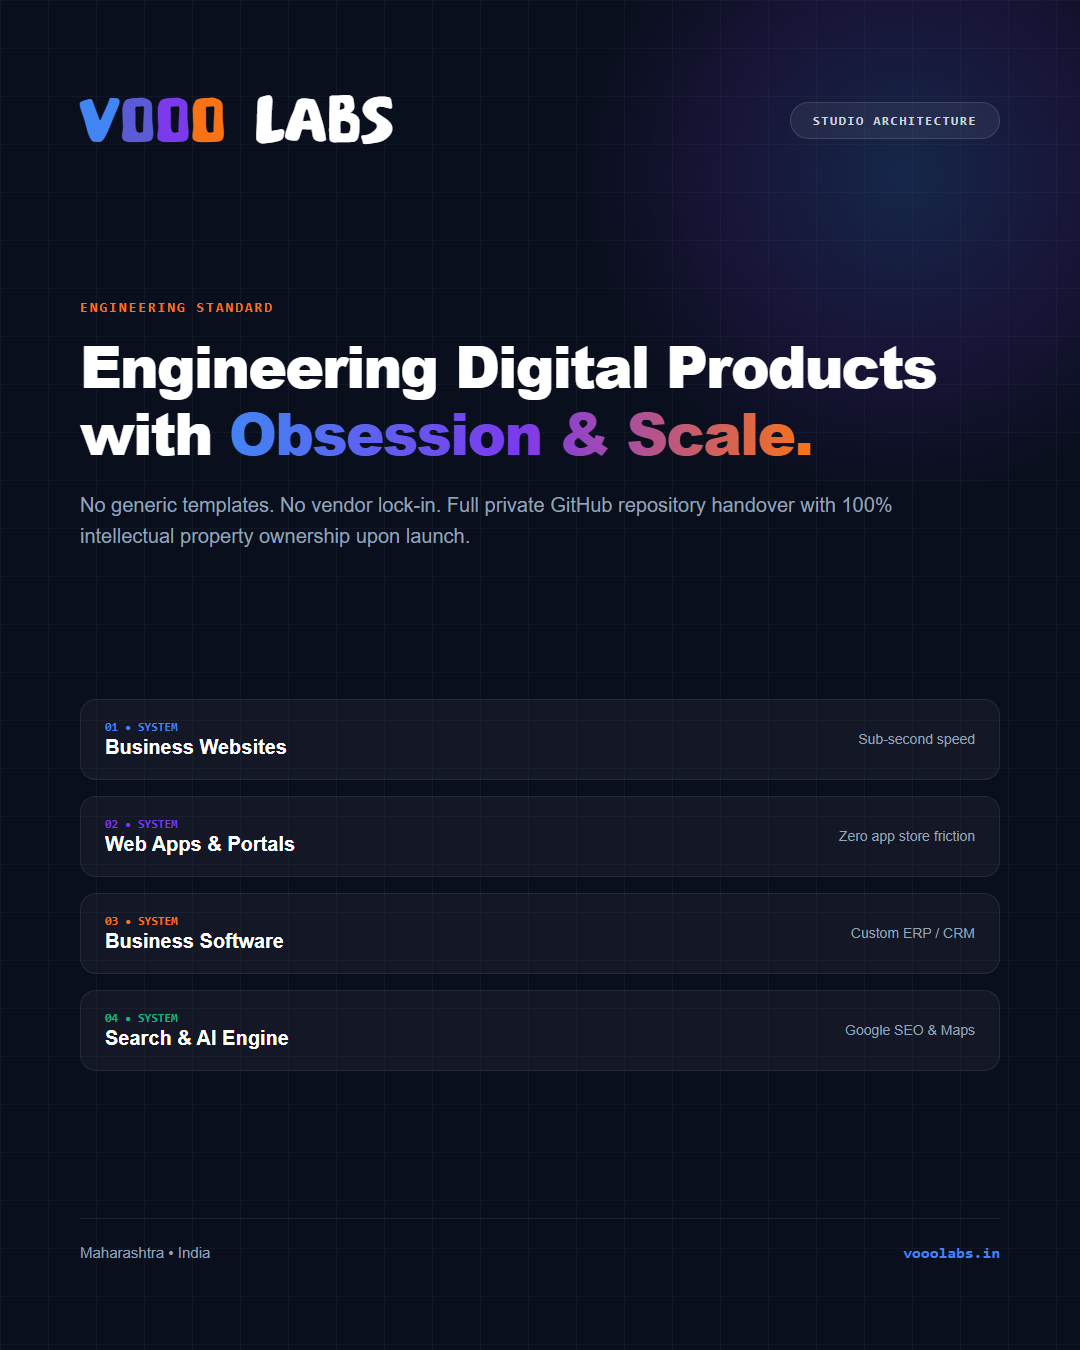 VOOO LABS
STUDIO ARCHITECTURE
ENGINEERING STANDARD
Engineering Digital Products
with Obsession & Scale.
No generic templates. No vendor lock-in. Full private GitHub repository handover with 100%
intellectual property ownership upon launch.
01 • SYSTEM
Business Websites
Sub-second speed
02 • SYSTEM
Web Apps & Portals
Zero app store friction
03 • SYSTEM
Business Software
Custom ERP / CRM
04 • SYSTEM
Search & AI Engine
Google SEO & Maps
Maharashtra • India
vooolabs.in